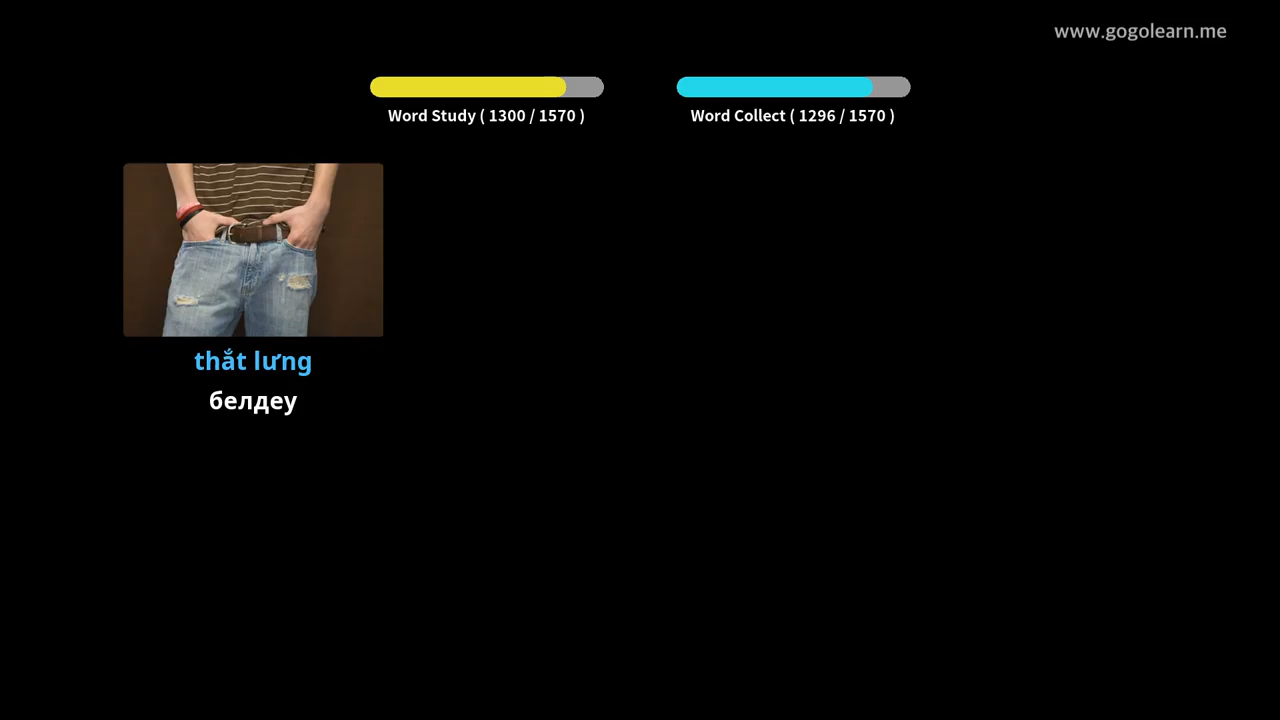 www.gogolearn.me
Word Study ( 1300 / 1570 )
Word Collect ( 1296 / 1570 )
thắt lưng
белдеу